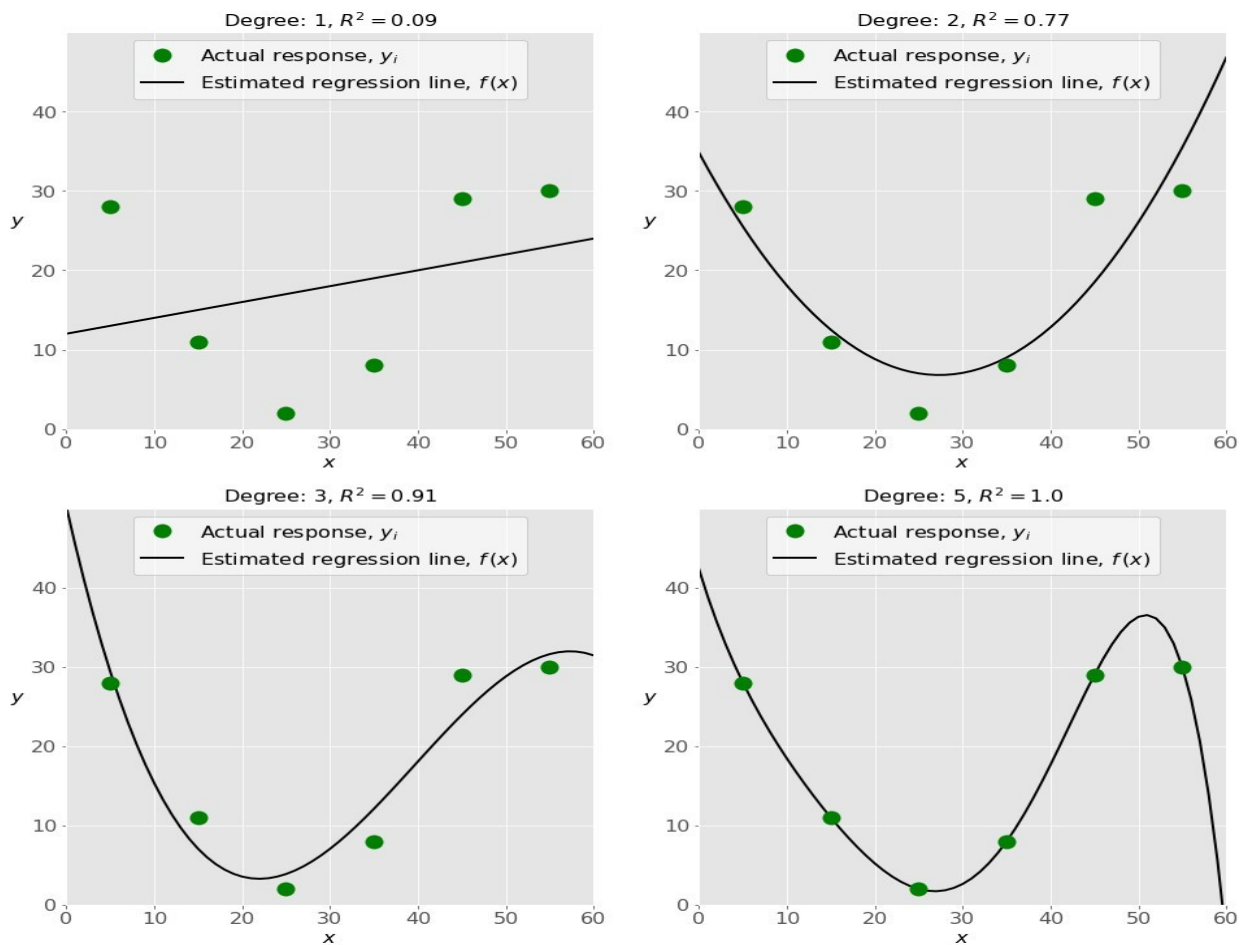 Degree: 1, R² = 0.09
Actual response, yᵢ
Estimated regression line, f(x)
40
30
y
20
10
0
0 10 20 30 40 50 60
x
Degree: 2, R² = 0.77
Actual response, yᵢ
Estimated regression line, f(x)
40
30
y
20
10
0
0 10 20 30 40 50 60
x
Degree: 3, R² = 0.91
Actual response, yᵢ
Estimated regression line, f(x)
40
30
y
20
10
0
0 10 20 30 40 50 60
x
Degree: 5, R² = 1.0
Actual response, yᵢ
Estimated regression line, f(x)
40
30
y
20
10
0
0 10 20 30 40 50 60
x